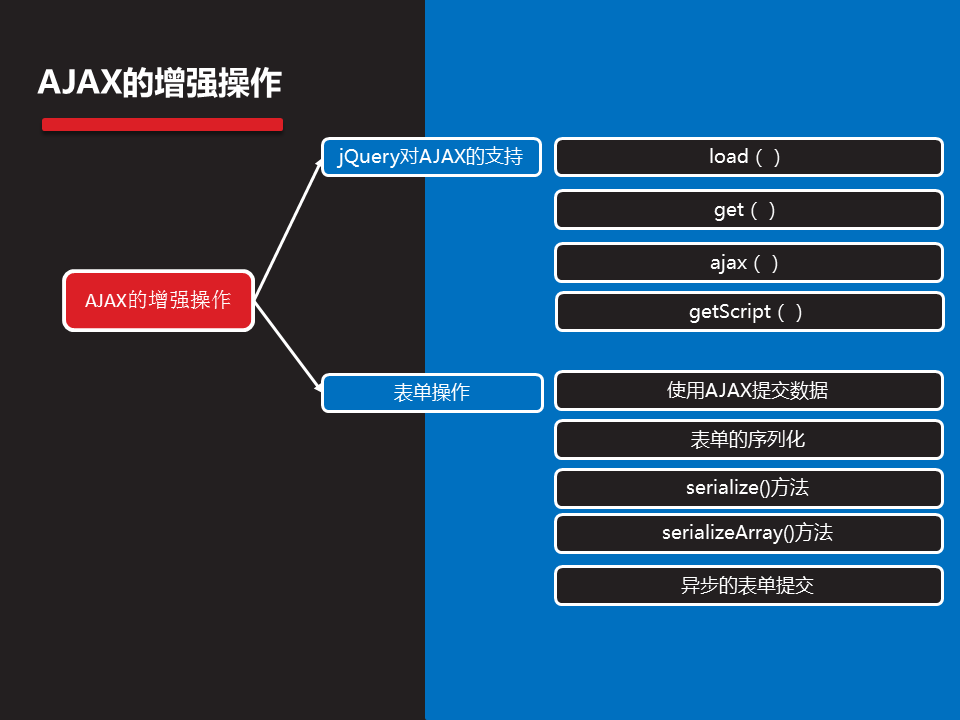 AJAX的增强操作
jQuery对AJAX的支持
load（ ）
get（ ）
ajax（ ）
getScript（ ）
AJAX的增强操作
表单操作
使用AJAX提交数据
表单的序列化
serialize()方法
serializeArray()方法
异步的表单提交